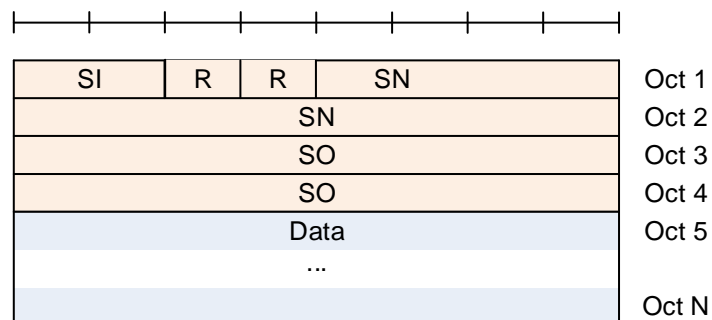 SI R R SN Oct 1
SN Oct 2
SO Oct 3
SO Oct 4
Data Oct 5
...
Oct N